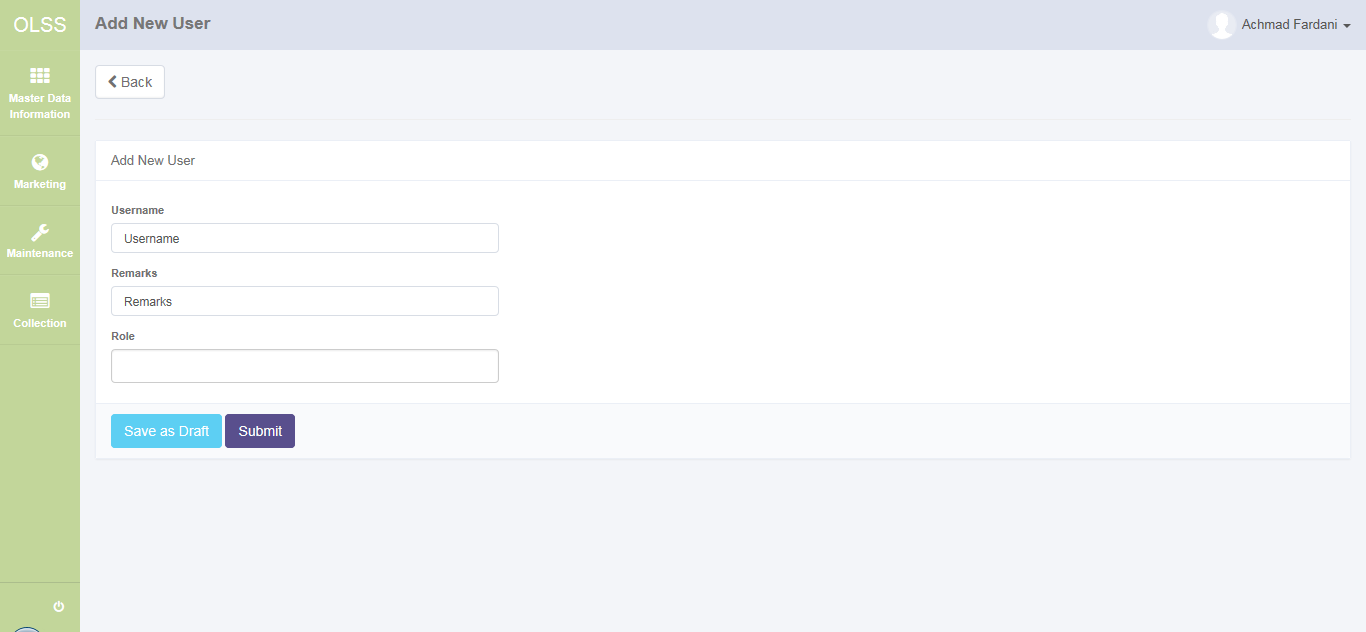 OLSS
Add New User
Achmad Fardani
Back
Master Data
Information
Marketing
Maintenance
Collection
Add New User
Username
Username
Remarks
Remarks
Role
Save as Draft
Submit